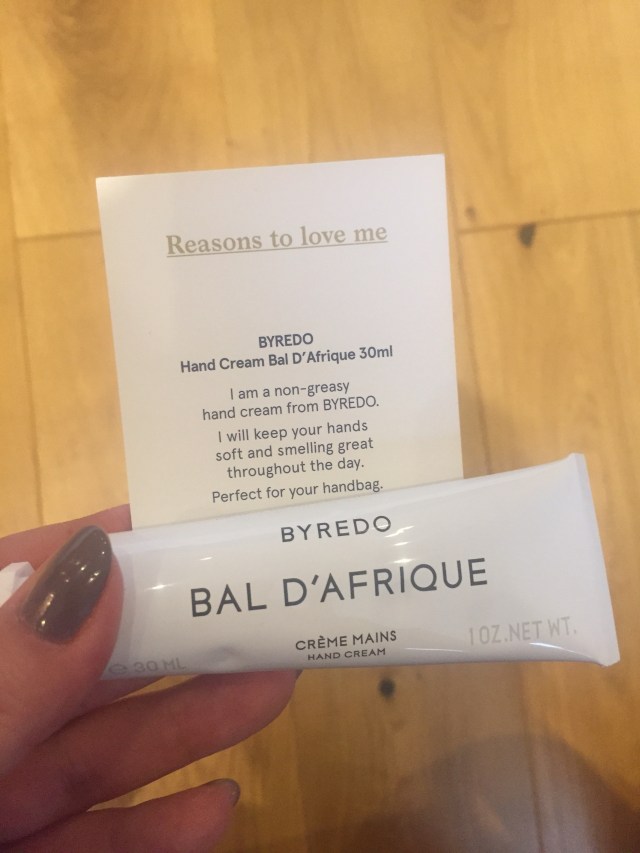 Reasons to love me
BYREDO
Hand Cream Bal D'Afrique 30ml
I am a non-greasy
hand cream from BYREDO.
I will keep your hands
soft and smelling great
throughout the day.
Perfect for your handbag.
BYREDO
BAL D'AFRIQUE
CRÈME MAINS
HAND CREAM
℮ 30 ML
1 OZ.NET WT.